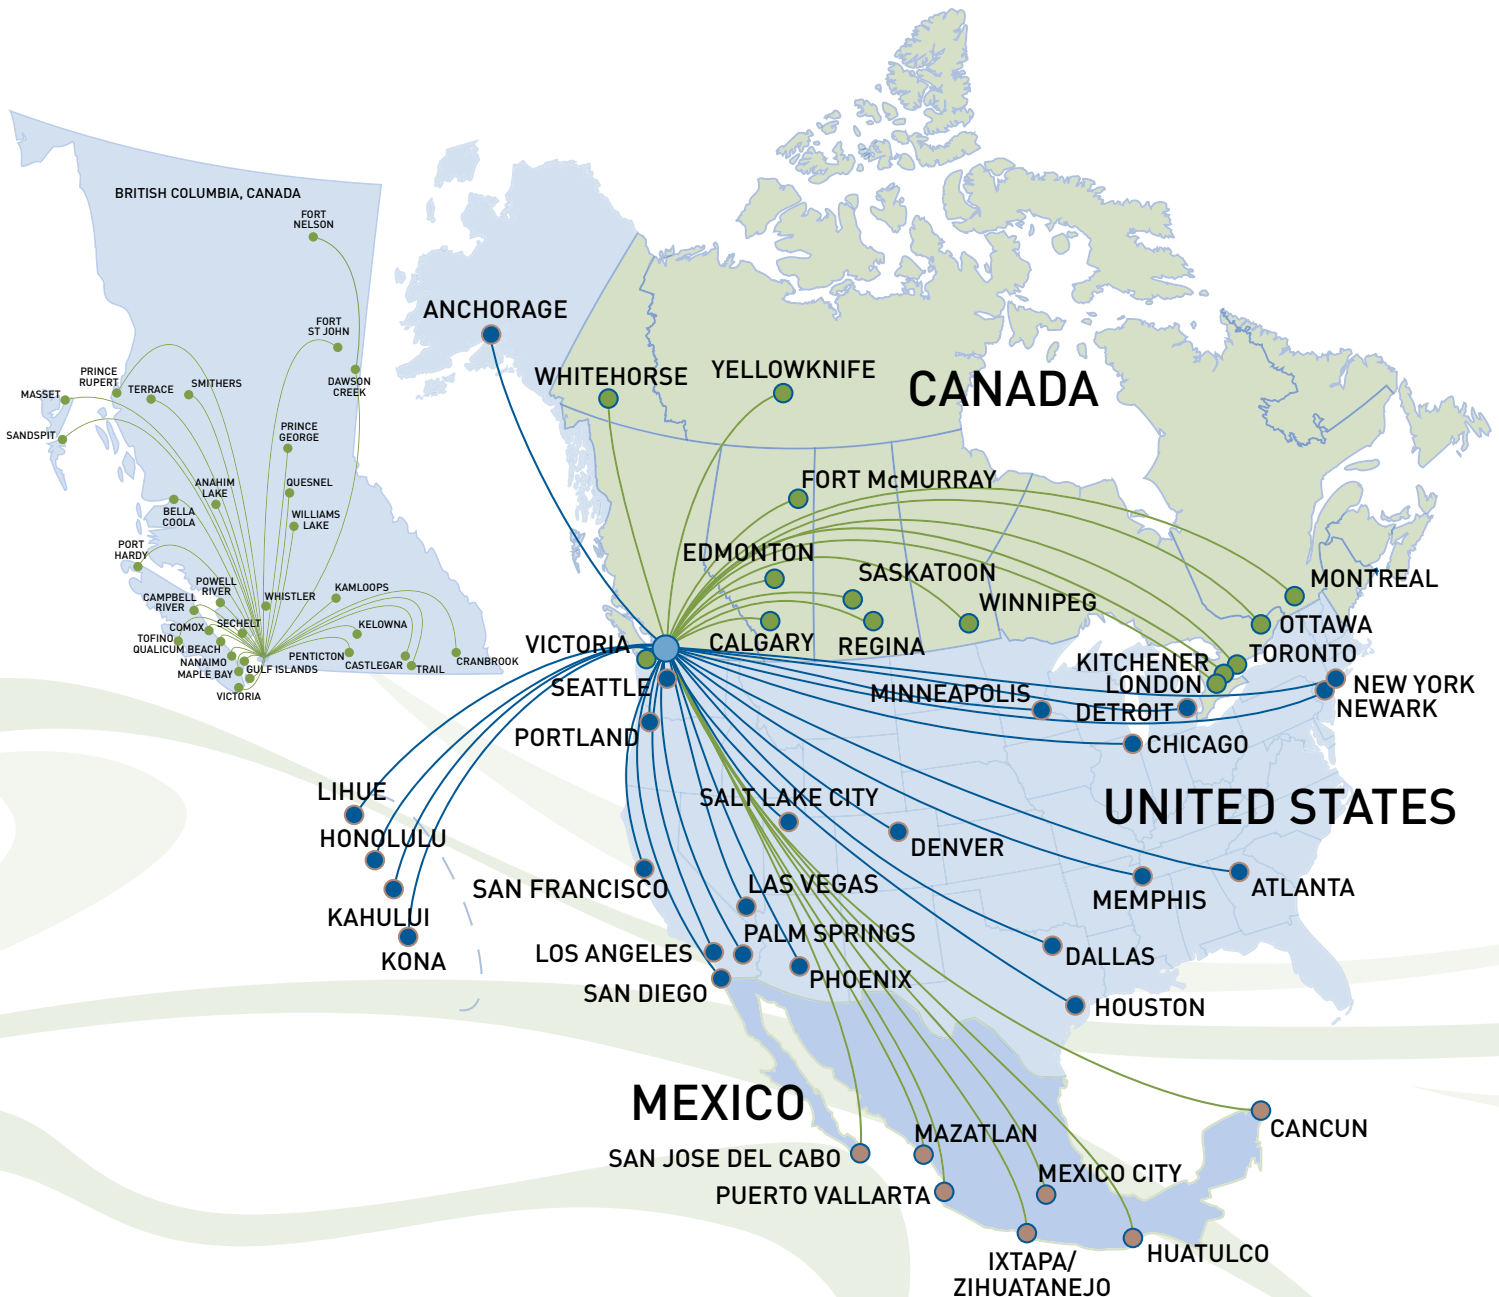 BRITISH COLUMBIA, CANADA
FORT
NELSON
FORT
ST JOHN
DAWSON
CREEK
PRINCE
RUPERT
MASSET
TERRACE
SMITHERS
SANDSPIT
PRINCE
GEORGE
ANAHIM
LAKE
QUESNEL
BELLA
COOLA
WILLIAMS
LAKE
PORT
HARDY
POWELL
RIVER
CAMPBELL
RIVER
WHISTLER
KAMLOOPS
COMOX
SECHELT
KELOWNA
TOFINO
QUALICUM BEACH
NANAIMO
MAPLE BAY
GULF ISLANDS
VICTORIA
PENTICTON
CASTLEGAR
TRAIL
CRANBROOK
ANCHORAGE
WHITEHORSE
YELLOWKNIFE
CANADA
FORT McMURRAY
EDMONTON
SASKATOON
WINNIPEG
CALGARY
REGINA
VICTORIA
MONTREAL
OTTAWA
TORONTO
KITCHENER
LONDON
SEATTLE
PORTLAND
MINNEAPOLIS
DETROIT
NEW YORK
NEWARK
CHICAGO
UNITED STATES
LIHUE
HONOLULU
KAHULUI
KONA
SALT LAKE CITY
DENVER
SAN FRANCISCO
LAS VEGAS
MEMPHIS
ATLANTA
LOS ANGELES
PALM SPRINGS
SAN DIEGO
PHOENIX
DALLAS
HOUSTON
MEXICO
SAN JOSE DEL CABO
MAZATLAN
PUERTO VALLARTA
MEXICO CITY
CANCUN
IXTAPA/
ZIHUATANEJO
HUATULCO